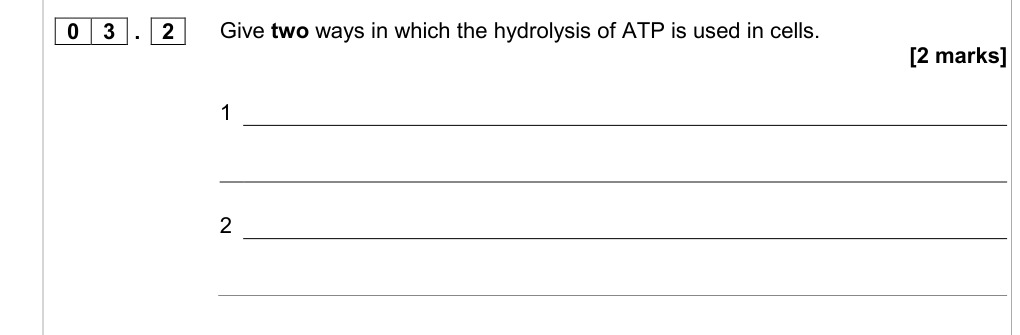 0 3 . 2 Give two ways in which the hydrolysis of ATP is used in cells.
[2 marks]
1
2